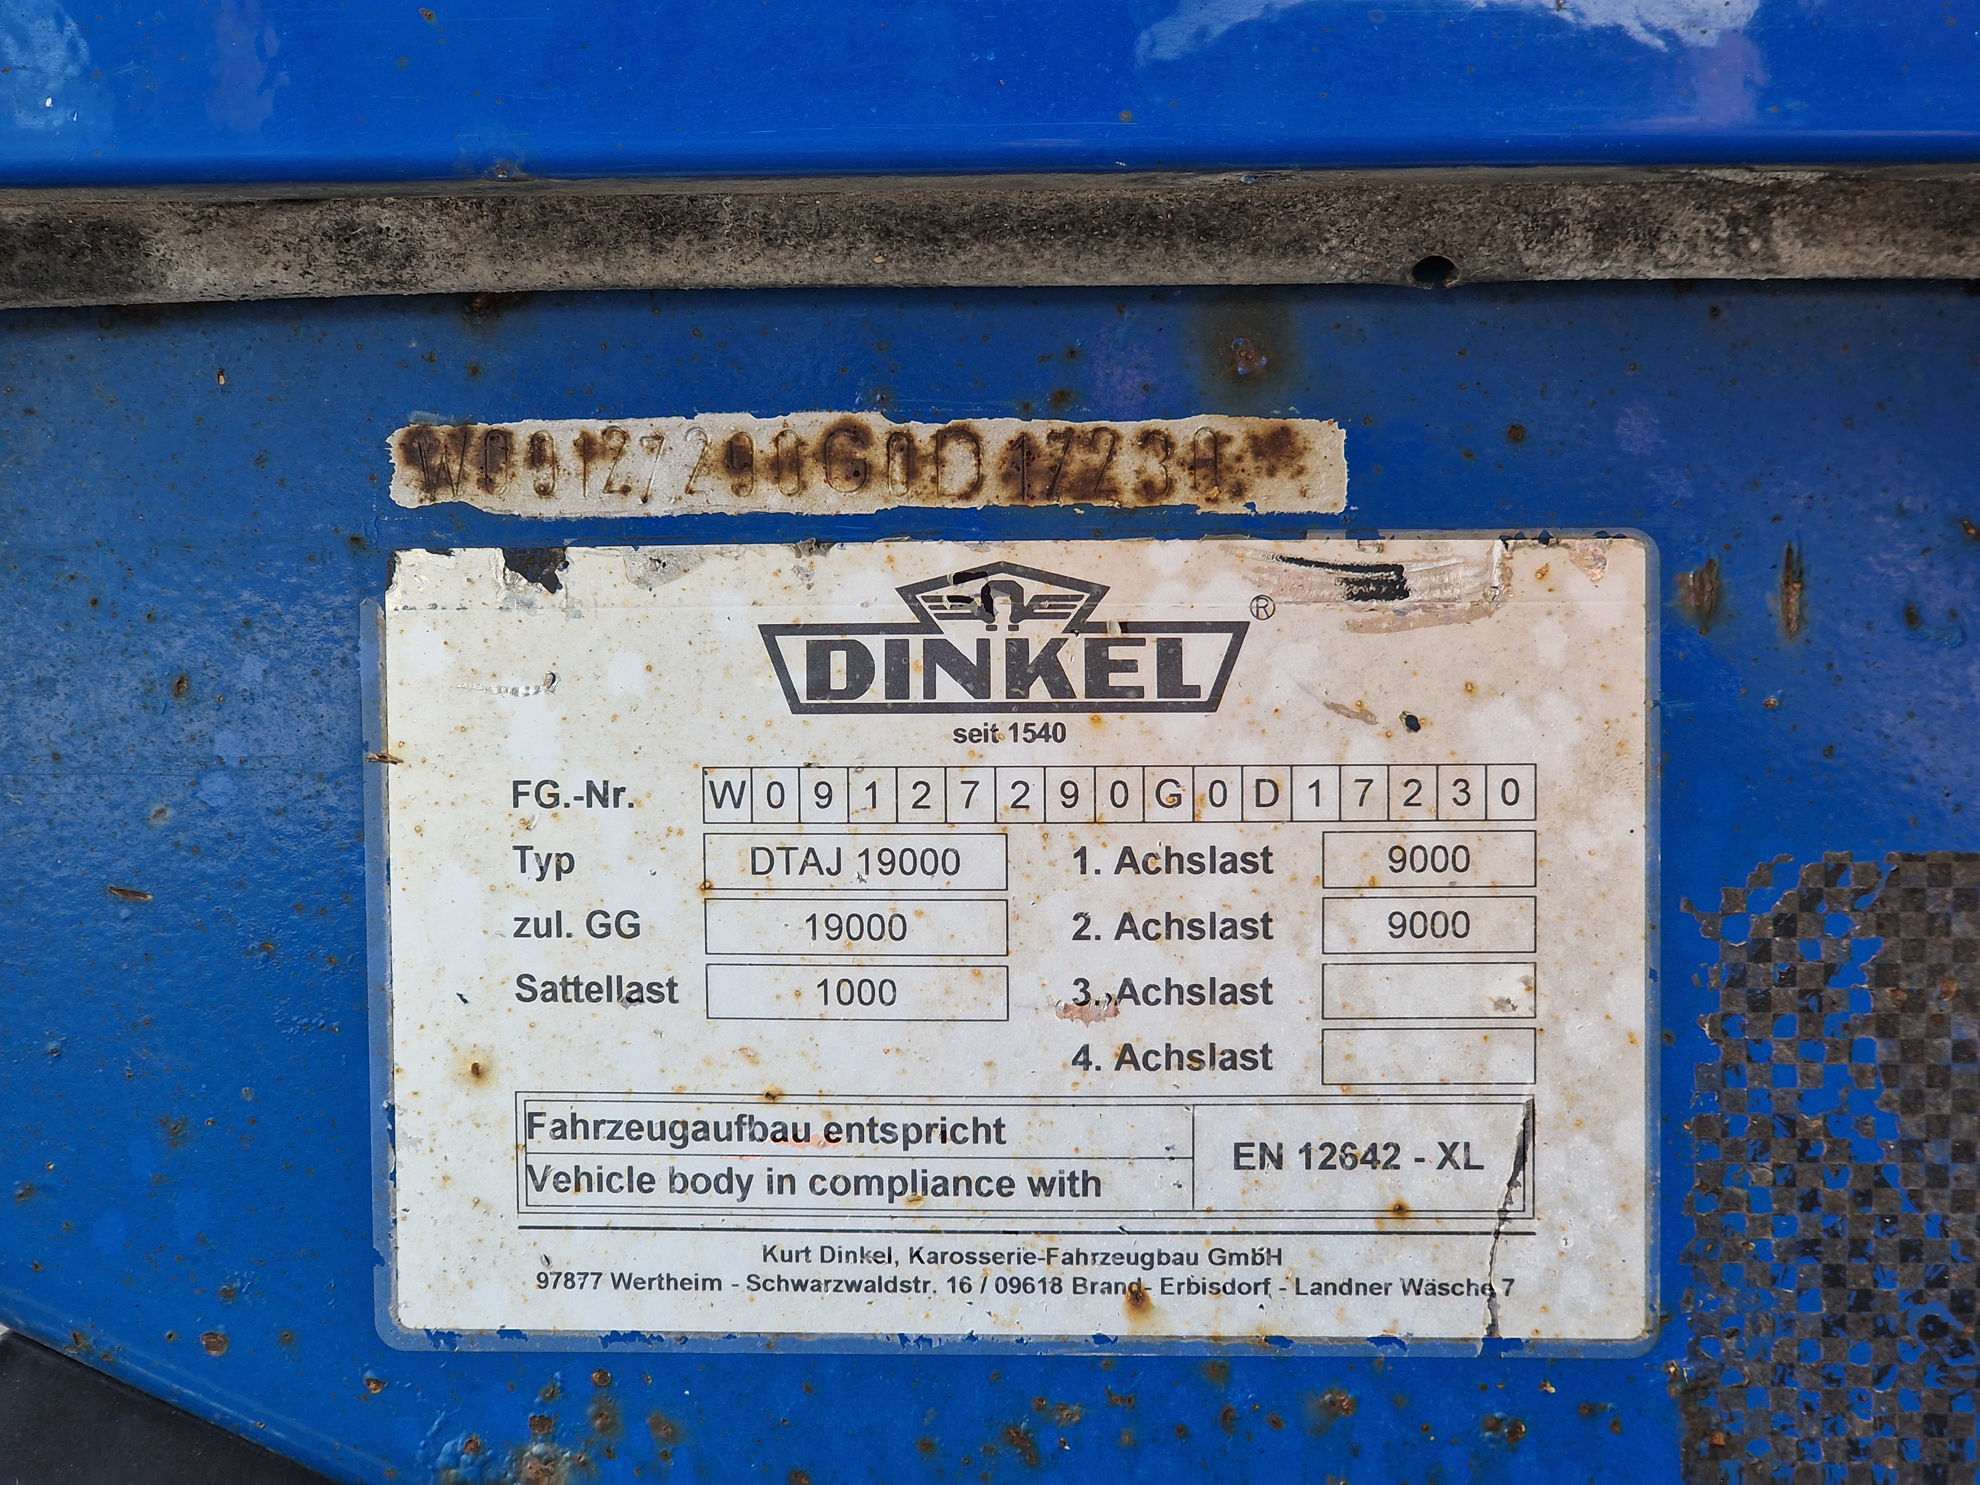 W09127290G0D17230
DINKEL ®
seit 1540
FG.-Nr. W09127290G0D17230
Typ DTAJ 19000 1. Achslast 9000
zul. GG 19000 2. Achslast 9000
Sattellast 1000 3. Achslast
4. Achslast
Fahrzeugaufbau entspricht
Vehicle body in compliance with
EN 12642 - XL
Kurt Dinkel, Karosserie-Fahrzeugbau GmbH
97877 Wertheim - Schwarzwaldstr. 16 / 09618 Brand- Erbisdorf - Landner Wäsche 7